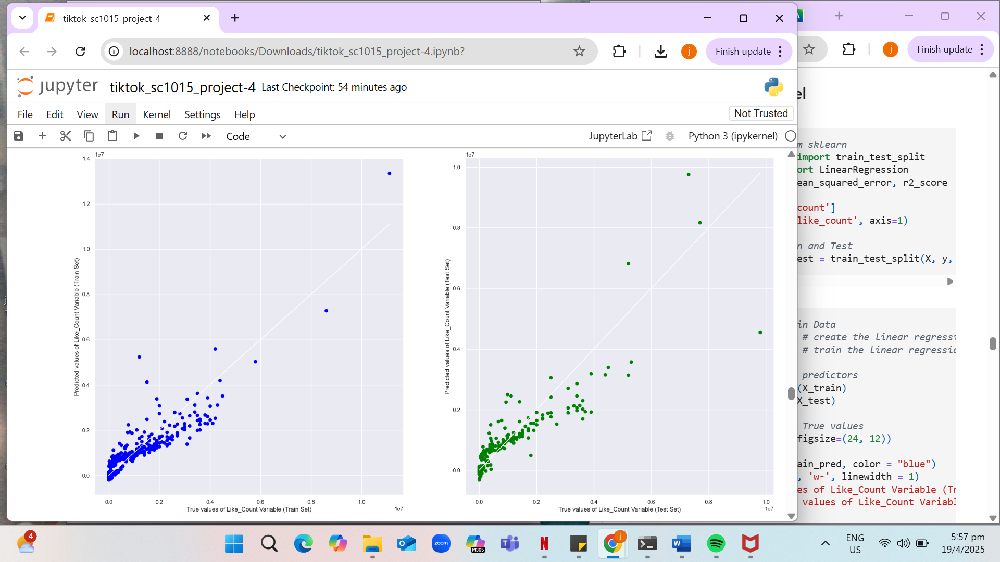 tiktok_sc1015_project-4
localhost:8888/notebooks/Downloads/tiktok_sc1015_project-4.ipynb?
j
Finish update
j
Finish update
jupyter
tiktok_sc1015_project-4
Last Checkpoint: 54 minutes ago
File
Edit
View
Run
Kernel
Settings
Help
Not Trusted
Code
JupyterLab
Python 3 (ipykernel)
1e7
1.4
1.2
1.0
0.8
0.6
0.4
0.2
0.0
Predicted values of Like_Count Variable (Train Set)
0.0 0.2 0.4 0.6 0.8 1.0
True values of Like_Count Variable (Train Set)
1e7
1e7
1.0
0.8
0.6
0.4
0.2
0.0
Predicted values of Like_Count Variable (Test Set)
0.0 0.2 0.4 0.6 0.8 1.0
True values of Like_Count Variable (Test Set)
1e7
el
m sklearn
import train_test_split
ort LinearRegression
ean_squared_error, r2_score
count']
like_count', axis=1)
n and Test
est = train_test_split(X, y,
in Data
# create the linear regressi
# train the linear regressio
predictors
(X_train)
X_test)
True values
figsize=(24, 12))
ain_pred, color = "blue")
, 'w-', linewidth = 1)
es of Like_Count Variable (Tr
values of Like_Count Variabl
4
zoom
M365
j
ENG
US
5:57 pm
19/4/2025